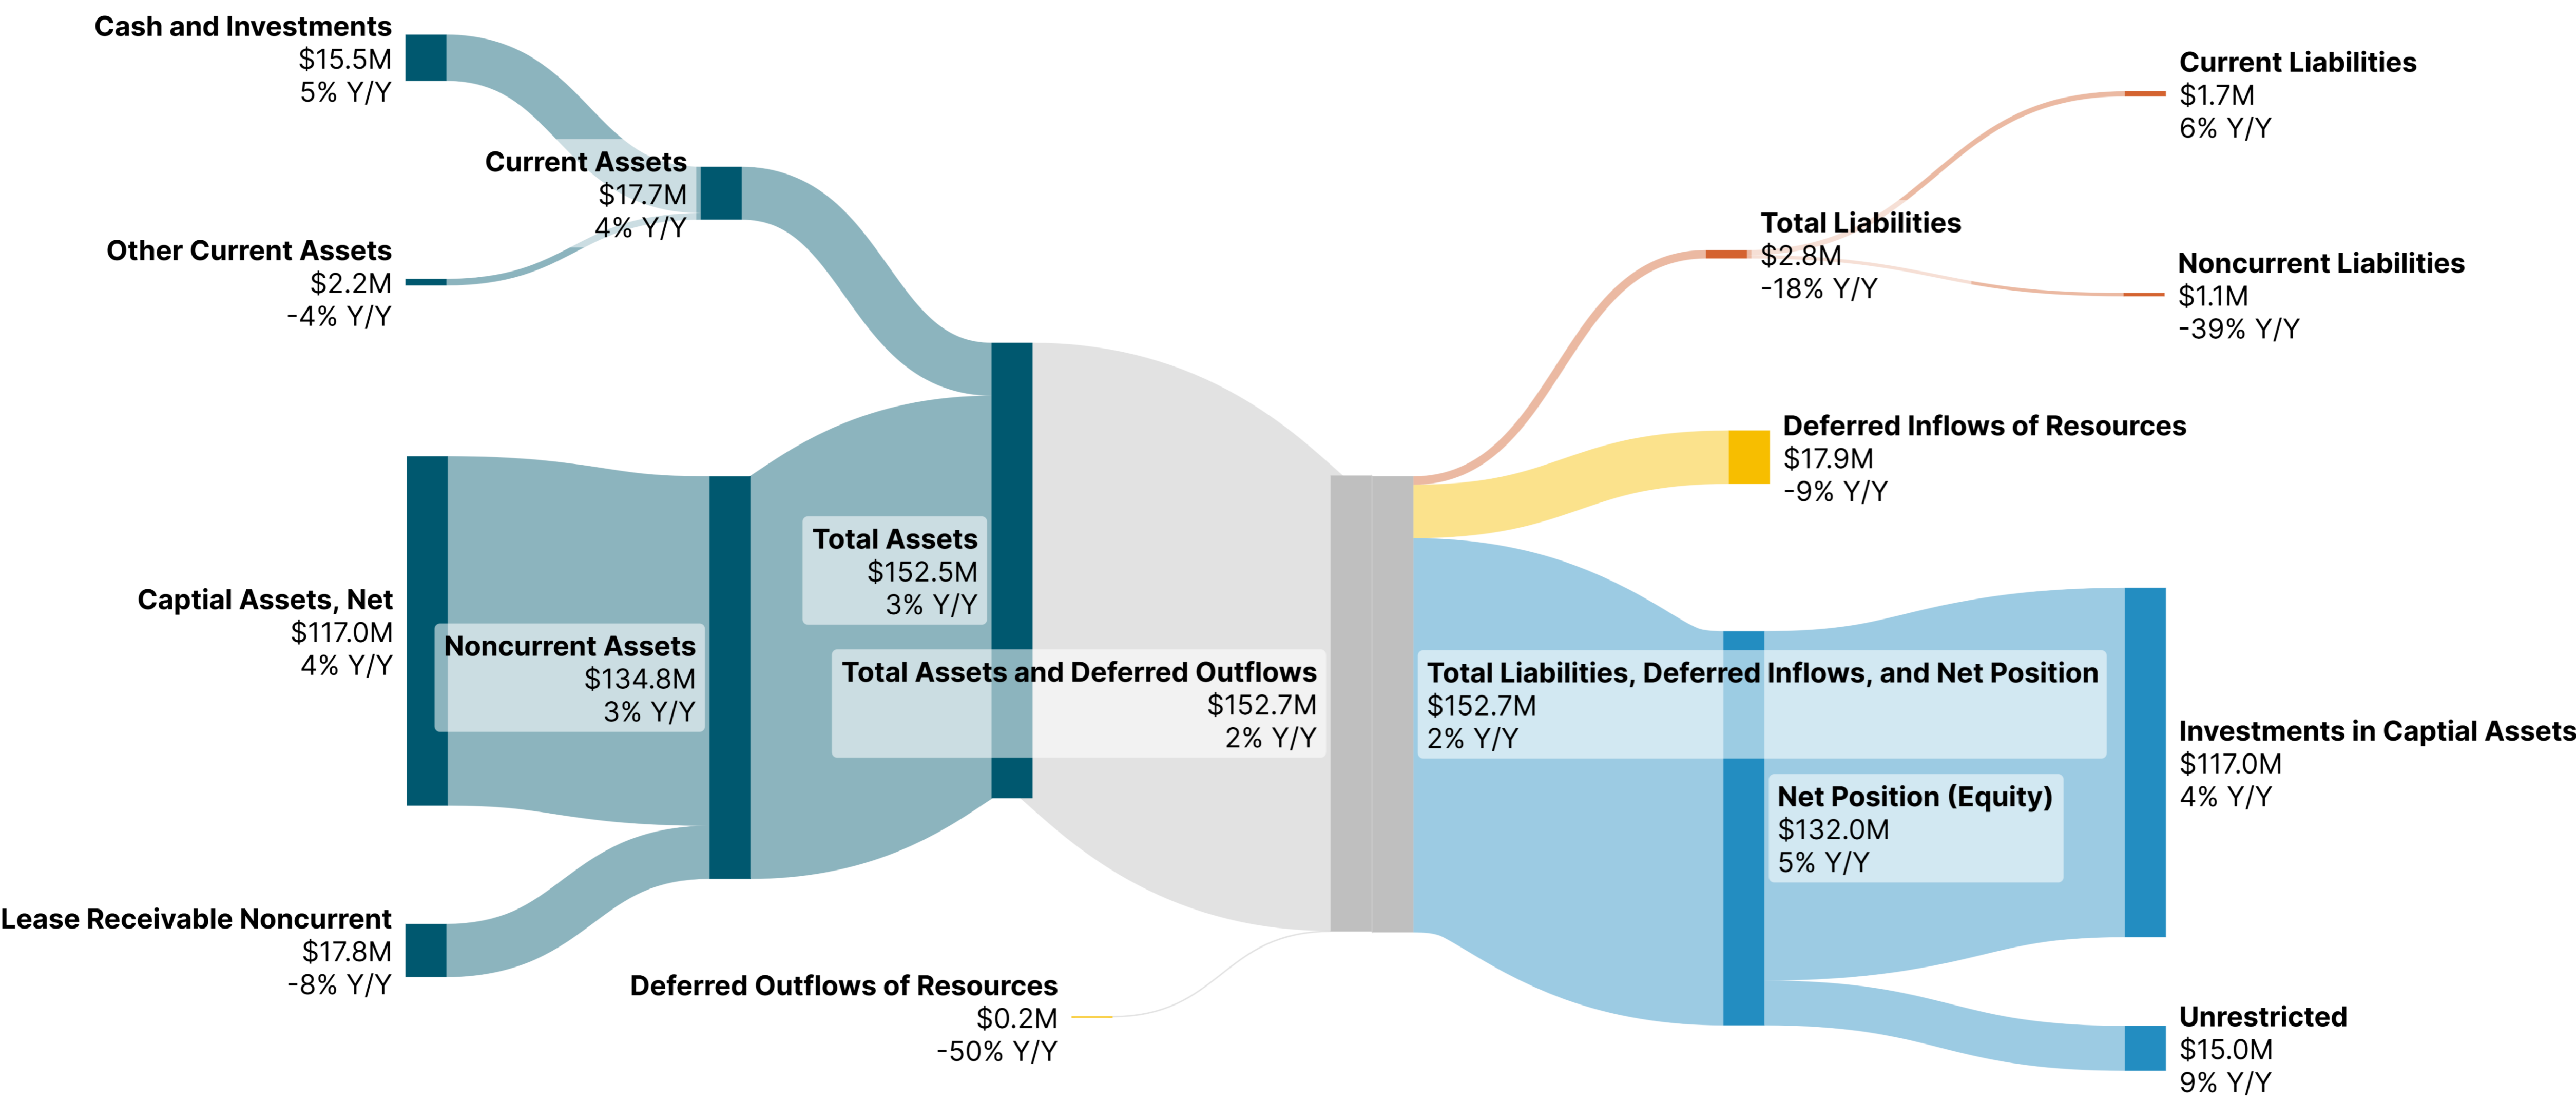 Cash and Investments
$15.5M
5% Y/Y
Current Assets
$17.7M
4% Y/Y
Other Current Assets
$2.2M
-4% Y/Y
Captial Assets, Net
$117.0M
4% Y/Y
Noncurrent Assets
$134.8M
3% Y/Y
Lease Receivable Noncurrent
$17.8M
-8% Y/Y
Total Assets
$152.5M
3% Y/Y
Total Assets and Deferred Outflows
$152.7M
2% Y/Y
Deferred Outflows of Resources
$0.2M
-50% Y/Y
Total Liabilities, Deferred Inflows, and Net Position
$152.7M
2% Y/Y
Total Liabilities
$2.8M
-18% Y/Y
Current Liabilities
$1.7M
6% Y/Y
Noncurrent Liabilities
$1.1M
-39% Y/Y
Deferred Inflows of Resources
$17.9M
-9% Y/Y
Net Position (Equity)
$132.0M
5% Y/Y
Investments in Captial Assets
$117.0M
4% Y/Y
Unrestricted
$15.0M
9% Y/Y